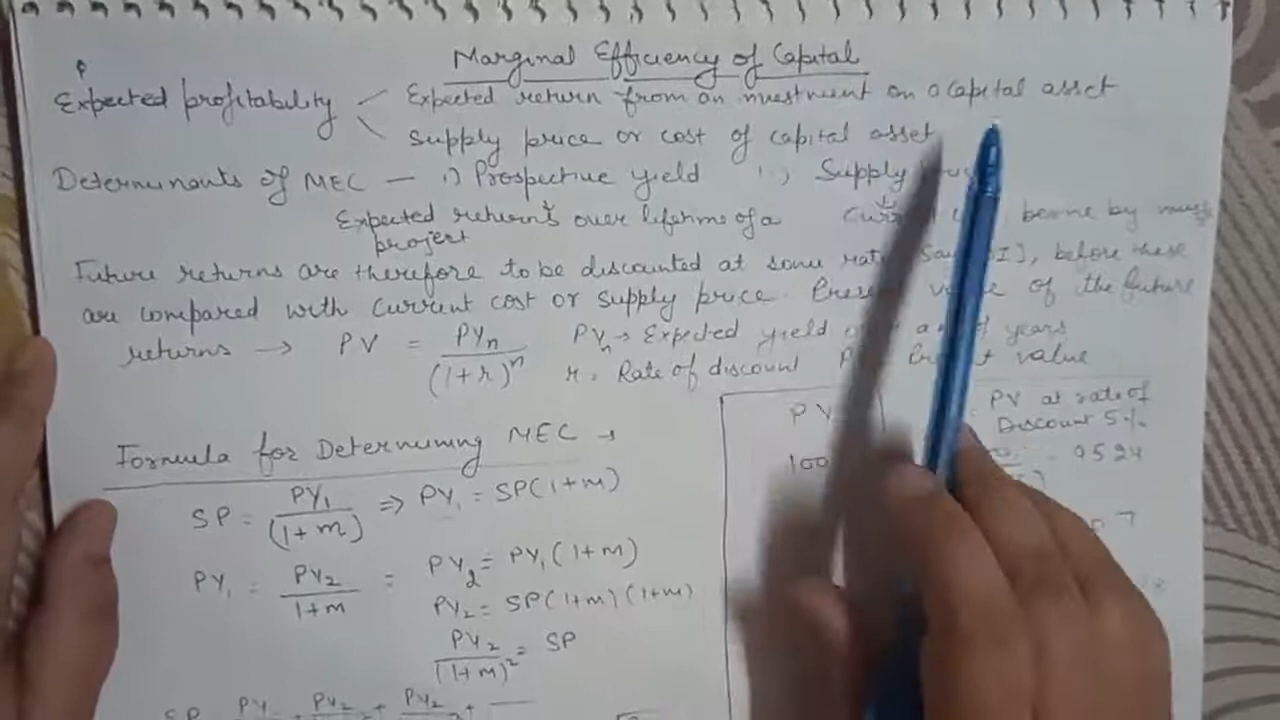 Marginal Efficiency of Capital
Expected profitability < Expected return from an investment on a capital asset
Supply price or cost of capital asset
Determinants of MEC — 1) Prospective yield Supply
Expected returns over lifetime of a borne by
project
Future returns are therefore to be discounted at some I], before these
are compared with current cost or supply price. of the future
returns → PV = PYn / (1+r)^n PYn → Expected yield years
r = Rate of discount value
Formula for Determining MEC →
SP = PY1 / (1+m) ⇒ PY1 = SP(1+m)
PY1 = PY2 / 1+m = PY2 = PY1(1+m)
PY2 = SP(1+m)(1+m)
PY2 / (1+m)^2 = SP
PV at rate of
Discount 5%
100 9524